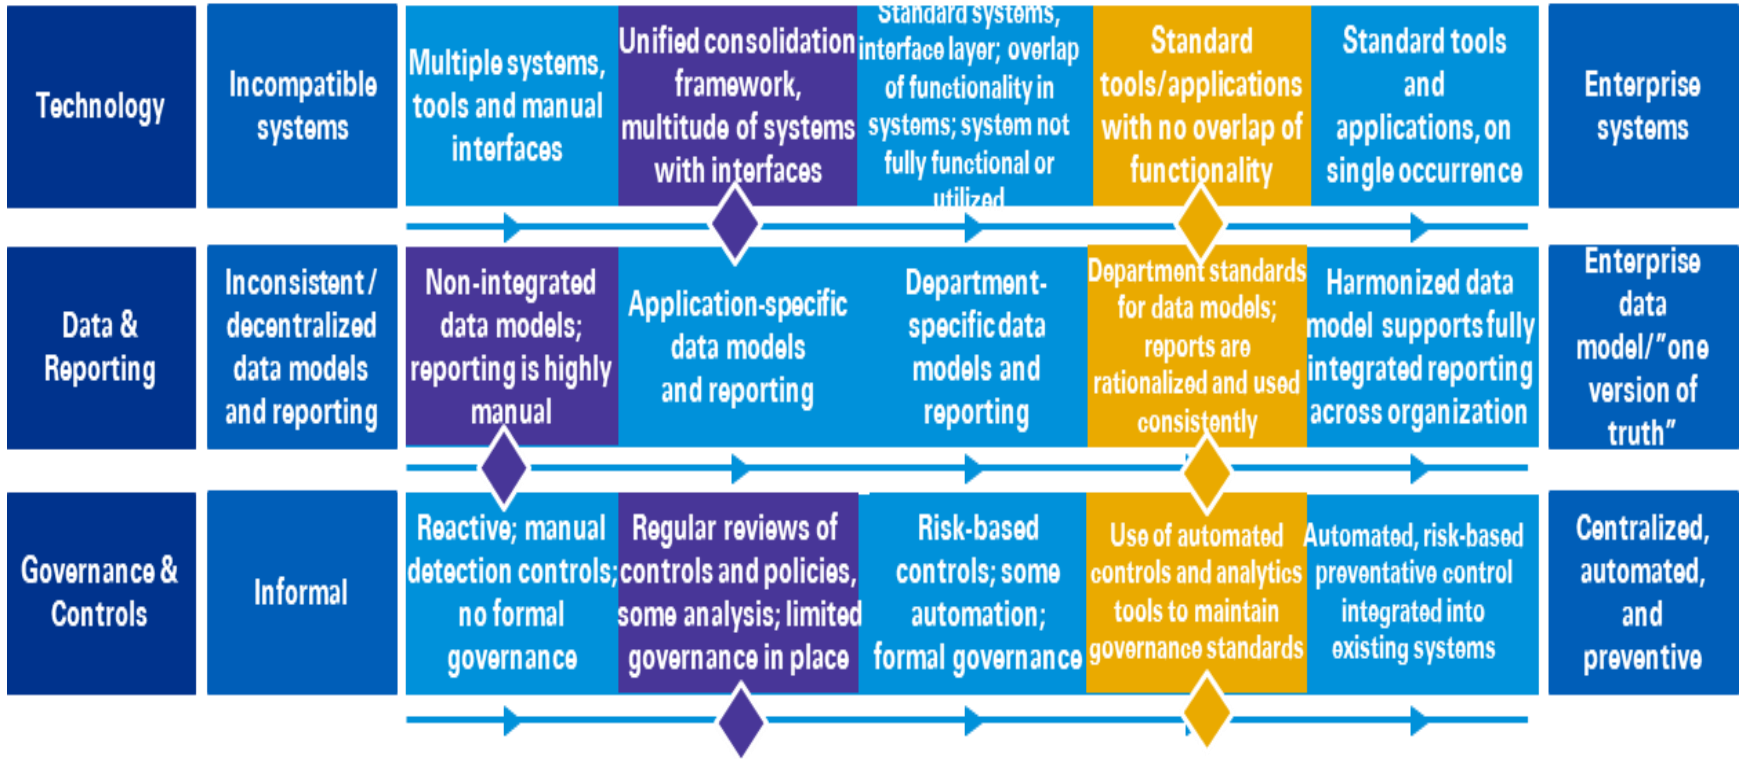 Technology
Incompatible
systems
Multiple systems,
tools and manual
interfaces
Unified consolidation
framework,
multitude of systems
with interfaces
Standard systems,
interface layer; overlap
of functionality in
systems; system not
fully functional or
utilized
Standard
tools/applications
with no overlap of
functionality
Standard tools
and
applications, on
single occurrence
Enterprise
systems
Data &
Reporting
Inconsistent /
decentralized
data models
and reporting
Non-integrated
data models;
reporting is highly
manual
Application-specific
data models
and reporting
Department-
specific data
models and
reporting
Department standards
for data models;
reports are
rationalized and used
consistently
Harmonized data
model supports fully
integrated reporting
across organization
Enterprise
data
model/”one
version of
truth”
Governance &
Controls
Informal
Reactive; manual
detection controls;
no formal
governance
Regular reviews of
controls and policies,
some analysis; limited
governance in place
Risk-based
controls; some
automation;
formal governance
Use of automated
controls and analytics
tools to maintain
governance standards
Automated, risk-based
preventative control
integrated into
existing systems
Centralized,
automated,
and
preventive